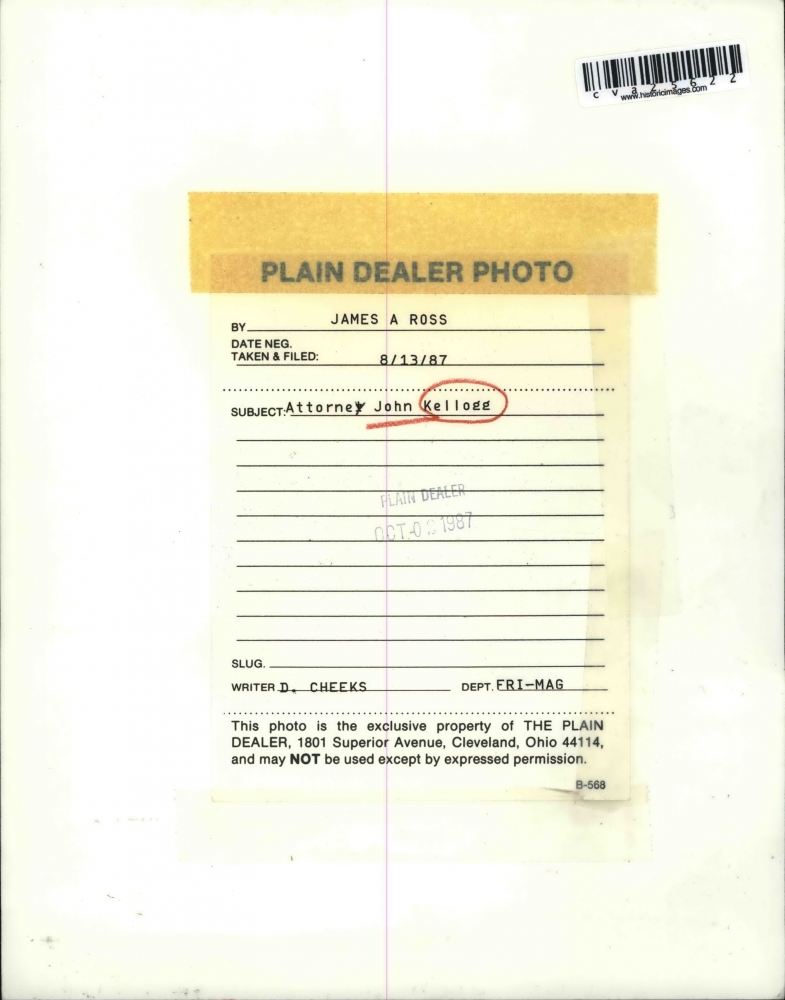 cva25622
www.historicimages.com
PLAIN DEALER PHOTO
BY JAMES A ROSS
DATE NEG.
TAKEN & FILED: 8/13/87
SUBJECT: Attorney John Kellogg
PLAIN DEALER
OCT 1987
SLUG.
WRITER D. CHEEKS DEPT. FRI-MAG
This photo is the exclusive property of THE PLAIN
DEALER, 1801 Superior Avenue, Cleveland, Ohio 44114,
and may NOT be used except by expressed permission.
B-568